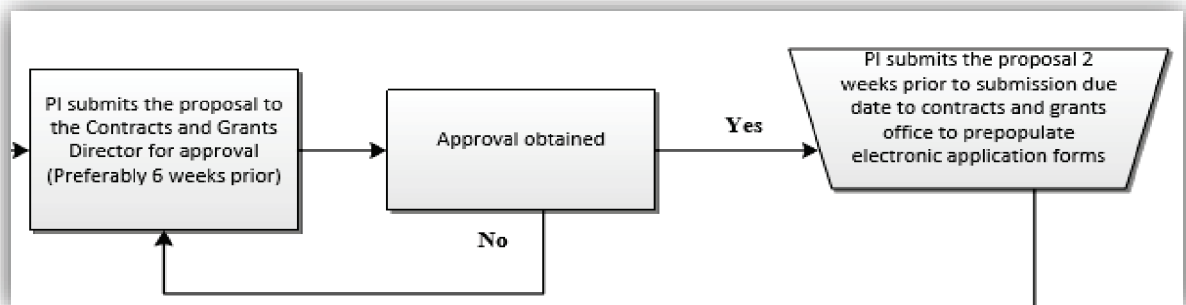 PI submits the proposal to
the Contracts and Grants
Director for approval
(Preferably 6 weeks prior)
Approval obtained
Yes
No
PI submits the proposal 2
weeks prior to submission due
date to contracts and grants
office to prepopulate
electronic application forms